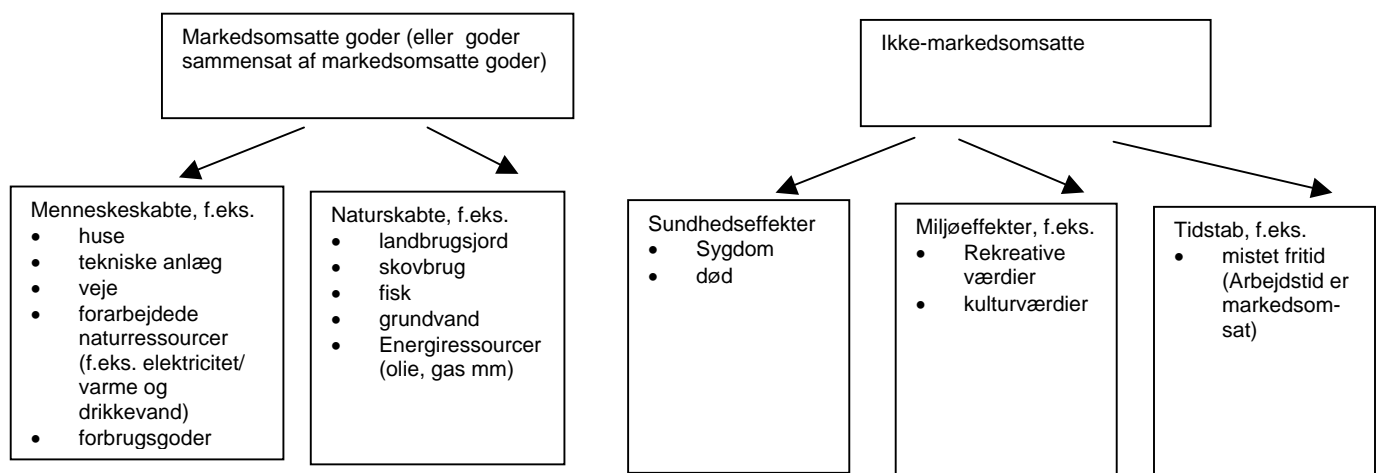 Markedsomsatte goder (eller goder
sammensat af markedsomsatte goder)
Ikke-markedsomsatte
Menneskeskabte, f.eks.
• huse
• tekniske anlæg
• veje
• forarbejdede
naturressourcer
(f.eks. elektricitet/
varme og
drikkevand)
• forbrugsgoder
Naturskabte, f.eks.
• landbrugsjord
• skovbrug
• fisk
• grundvand
• Energiressourcer
(olie, gas mm)
Sundhedseffekter
• Sygdom
• død
Miljøeffekter, f.eks.
• Rekreative
værdier
• kulturværdier
Tidstab, f.eks.
• mistet fritid
(Arbejdstid er
markedsom-
sat)